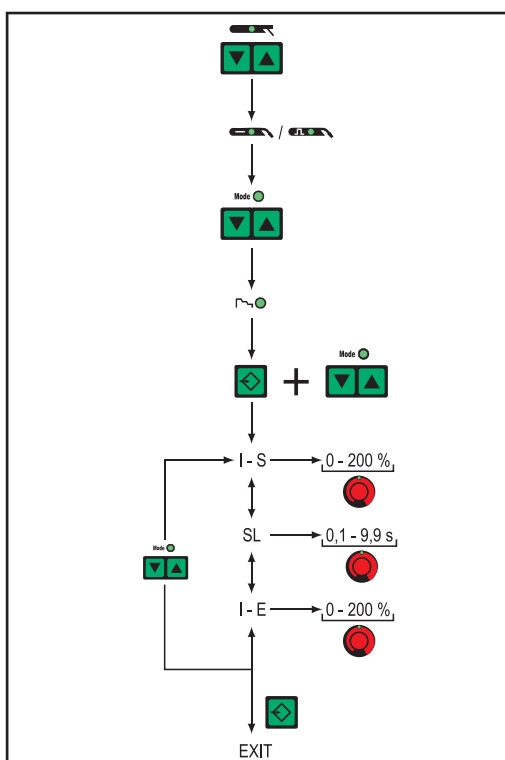 /
Mode
Mode
+
I - S
0 - 200 %
SL
0,1 - 9,9 s
Mode
I - E
0 - 200 %
EXIT